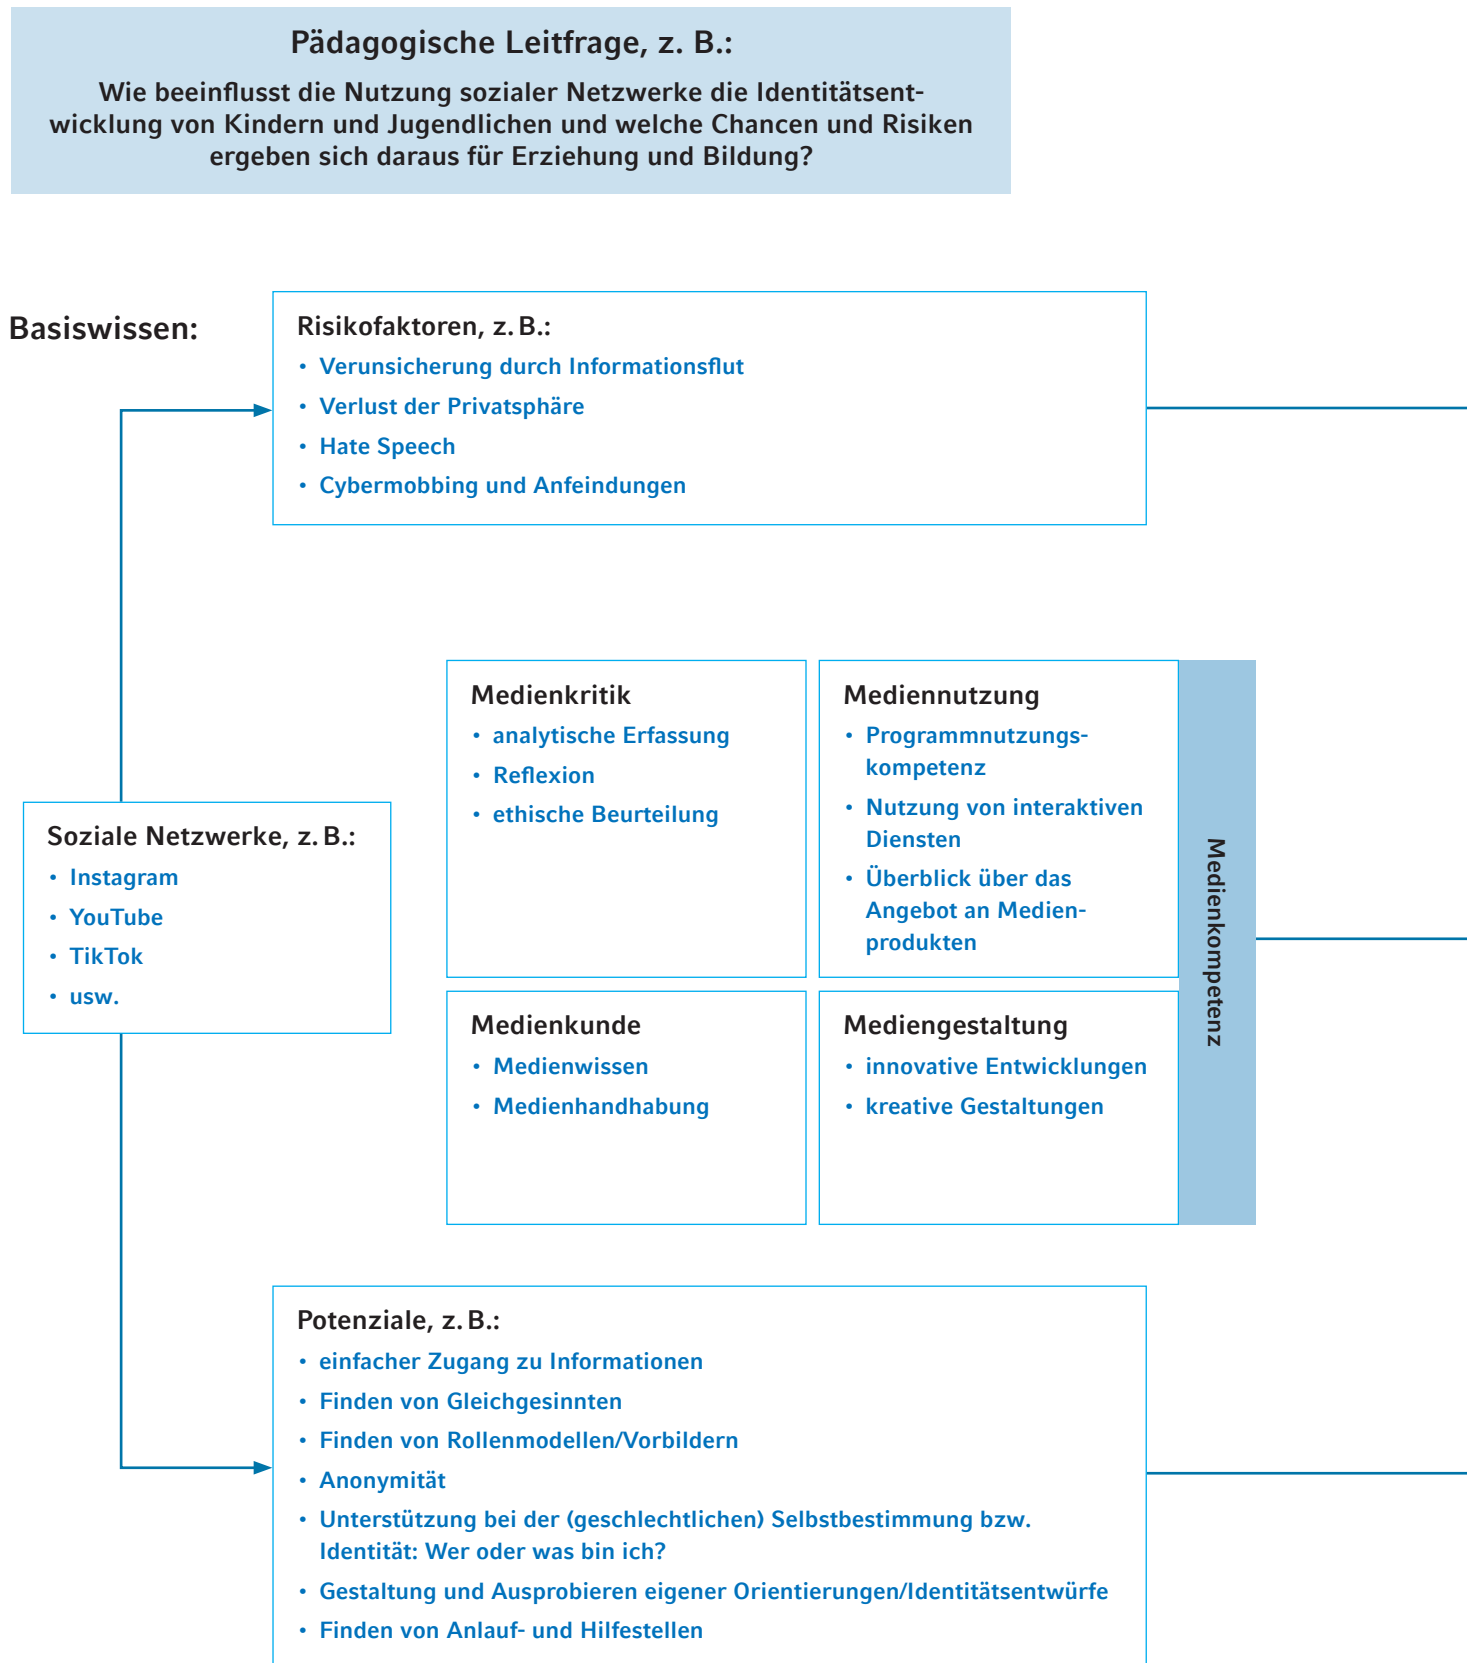 Pädagogische Leitfrage, z. B.:
Wie beeinflusst die Nutzung sozialer Netzwerke die Identitätsent-
wicklung von Kindern und Jugendlichen und welche Chancen und Risiken
ergeben sich daraus für Erziehung und Bildung?
Basiswissen:
Risikofaktoren, z. B.:
• Verunsicherung durch Informationsflut
• Verlust der Privatsphäre
• Hate Speech
• Cybermobbing und Anfeindungen
Soziale Netzwerke, z. B.:
• Instagram
• YouTube
• TikTok
• usw.
Medienkritik
• analytische Erfassung
• Reflexion
• ethische Beurteilung
Mediennutzung
• Programmnutzungs-
kompetenz
• Nutzung von interaktiven
Diensten
• Überblick über das
Angebot an Medien-
produkten
Medienkunde
• Medienwissen
• Medienhandhabung
Mediengestaltung
• innovative Entwicklungen
• kreative Gestaltungen
Medienkompetenz
Potenziale, z. B.:
• einfacher Zugang zu Informationen
• Finden von Gleichgesinnten
• Finden von Rollenmodellen/Vorbildern
• Anonymität
• Unterstützung bei der (geschlechtlichen) Selbstbestimmung bzw.
Identität: Wer oder was bin ich?
• Gestaltung und Ausprobieren eigener Orientierungen/Identitätsentwürfe
• Finden von Anlauf- und Hilfestellen